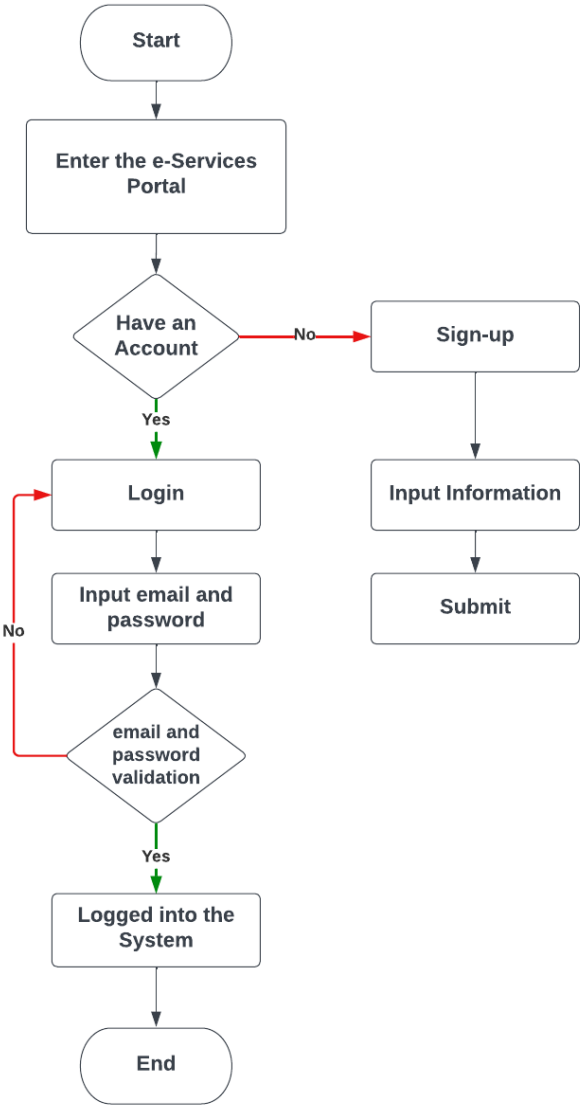 Start
Enter the e-Services
Portal
Have an
Account
No
Sign-up
Yes
Login
Input Information
Input email and
password
Submit
No
email and
password
validation
Yes
Logged into the
System
End